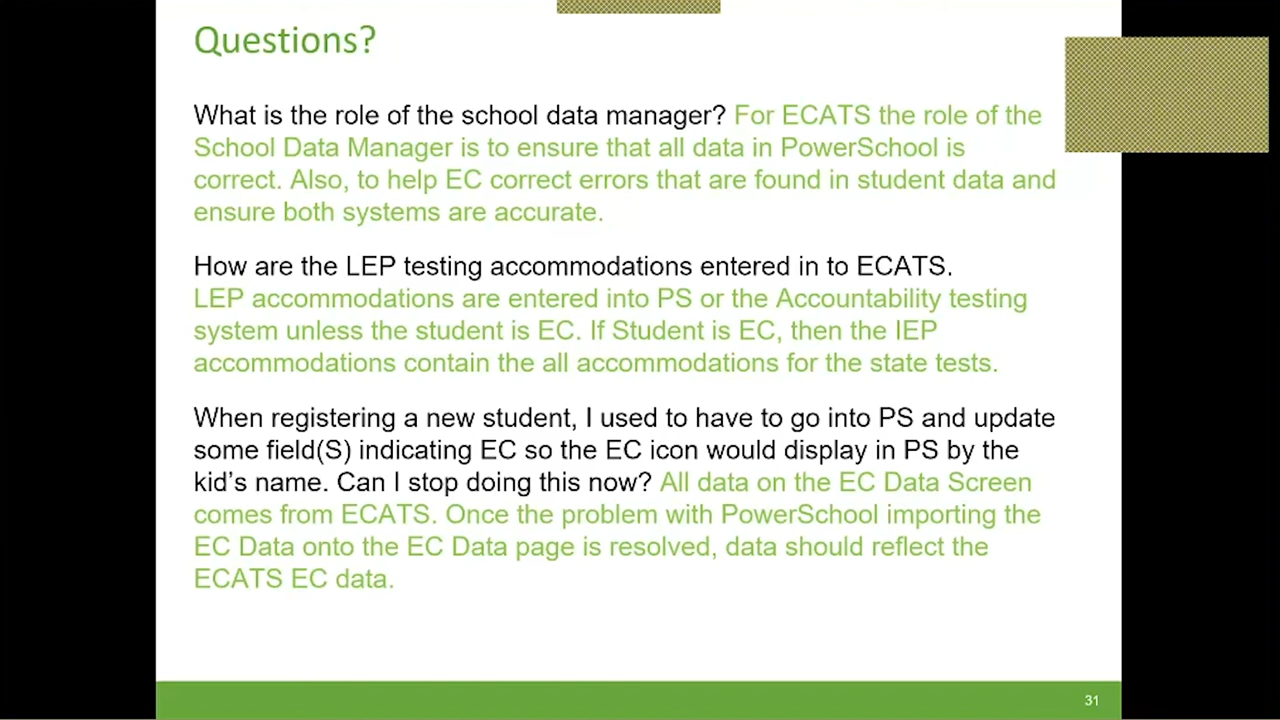 Questions?
What is the role of the school data manager? For ECATS the role of the
School Data Manager is to ensure that all data in PowerSchool is
correct. Also, to help EC correct errors that are found in student data and
ensure both systems are accurate.
How are the LEP testing accommodations entered in to ECATS.
LEP accommodations are entered into PS or the Accountability testing
system unless the student is EC. If Student is EC, then the IEP
accommodations contain the all accommodations for the state tests.
When registering a new student, I used to have to go into PS and update
some field(S) indicating EC so the EC icon would display in PS by the
kid’s name. Can I stop doing this now? All data on the EC Data Screen
comes from ECATS. Once the problem with PowerSchool importing the
EC Data onto the EC Data page is resolved, data should reflect the
ECATS EC data.
31